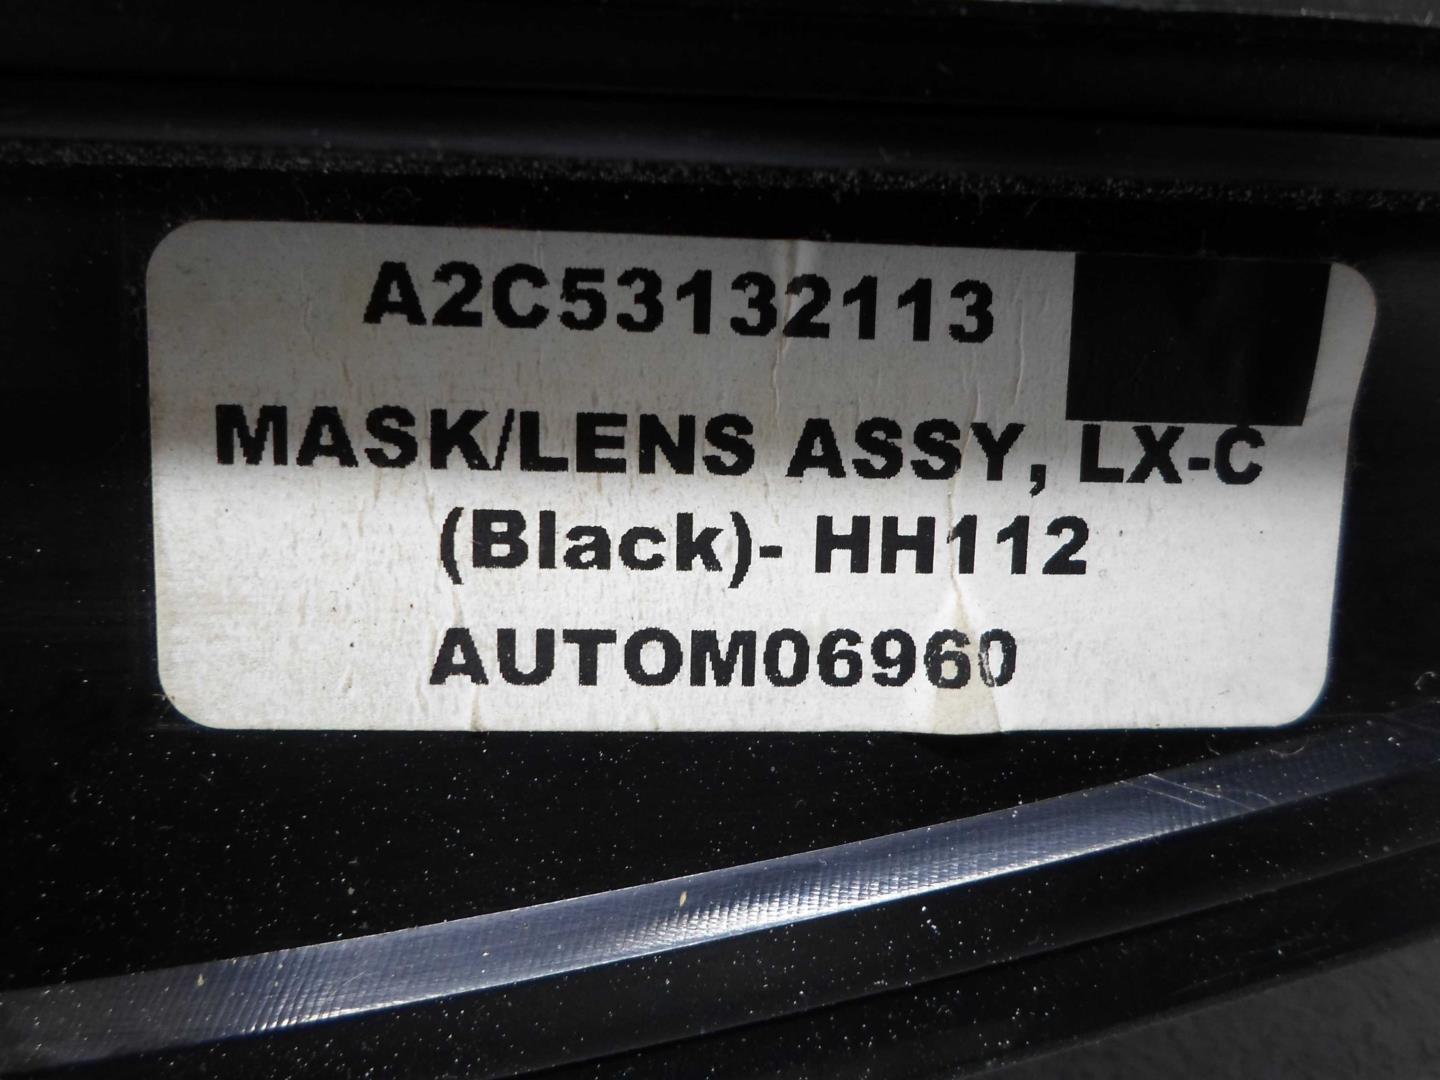 A2C53132113
MASK/LENS ASSY, LX-C
(Black)- HH112
AUTOM06960